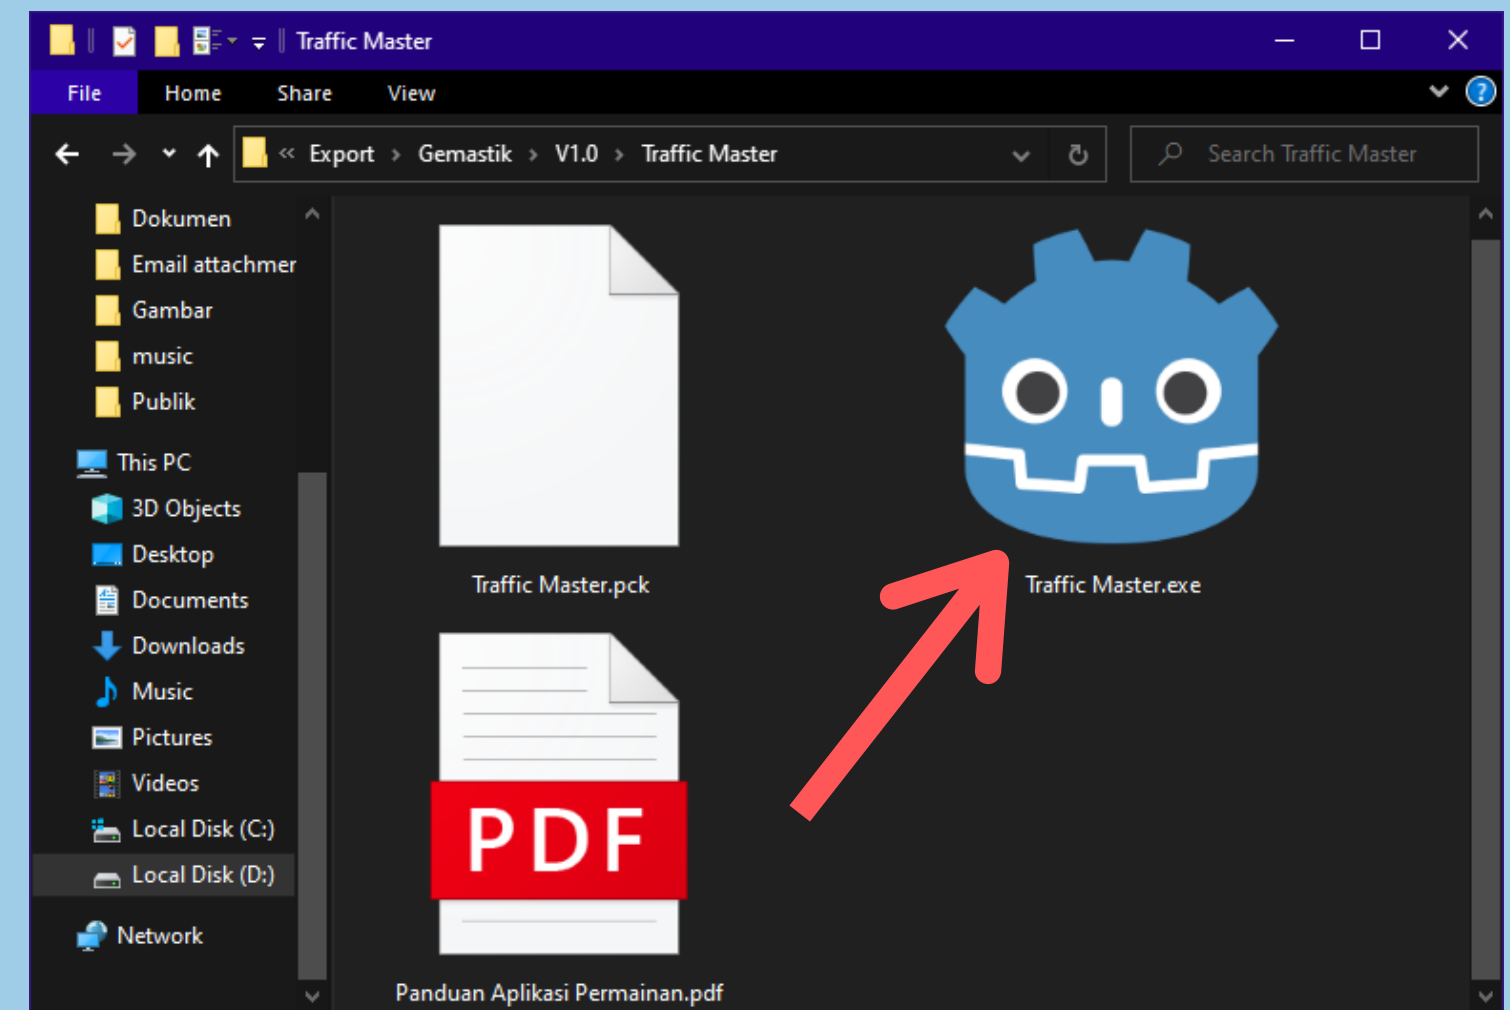 Traffic Master
File Home Share View
« Export › Gemastik › V1.0 › Traffic Master
Search Traffic Master
Dokumen
Email attachmer
Gambar
music
Publik
This PC
3D Objects
Desktop
Documents
Downloads
Music
Pictures
Videos
Local Disk (C:)
Local Disk (D:)
Network
Traffic Master.pck
Traffic Master.exe
PDF
Panduan Aplikasi Permainan.pdf